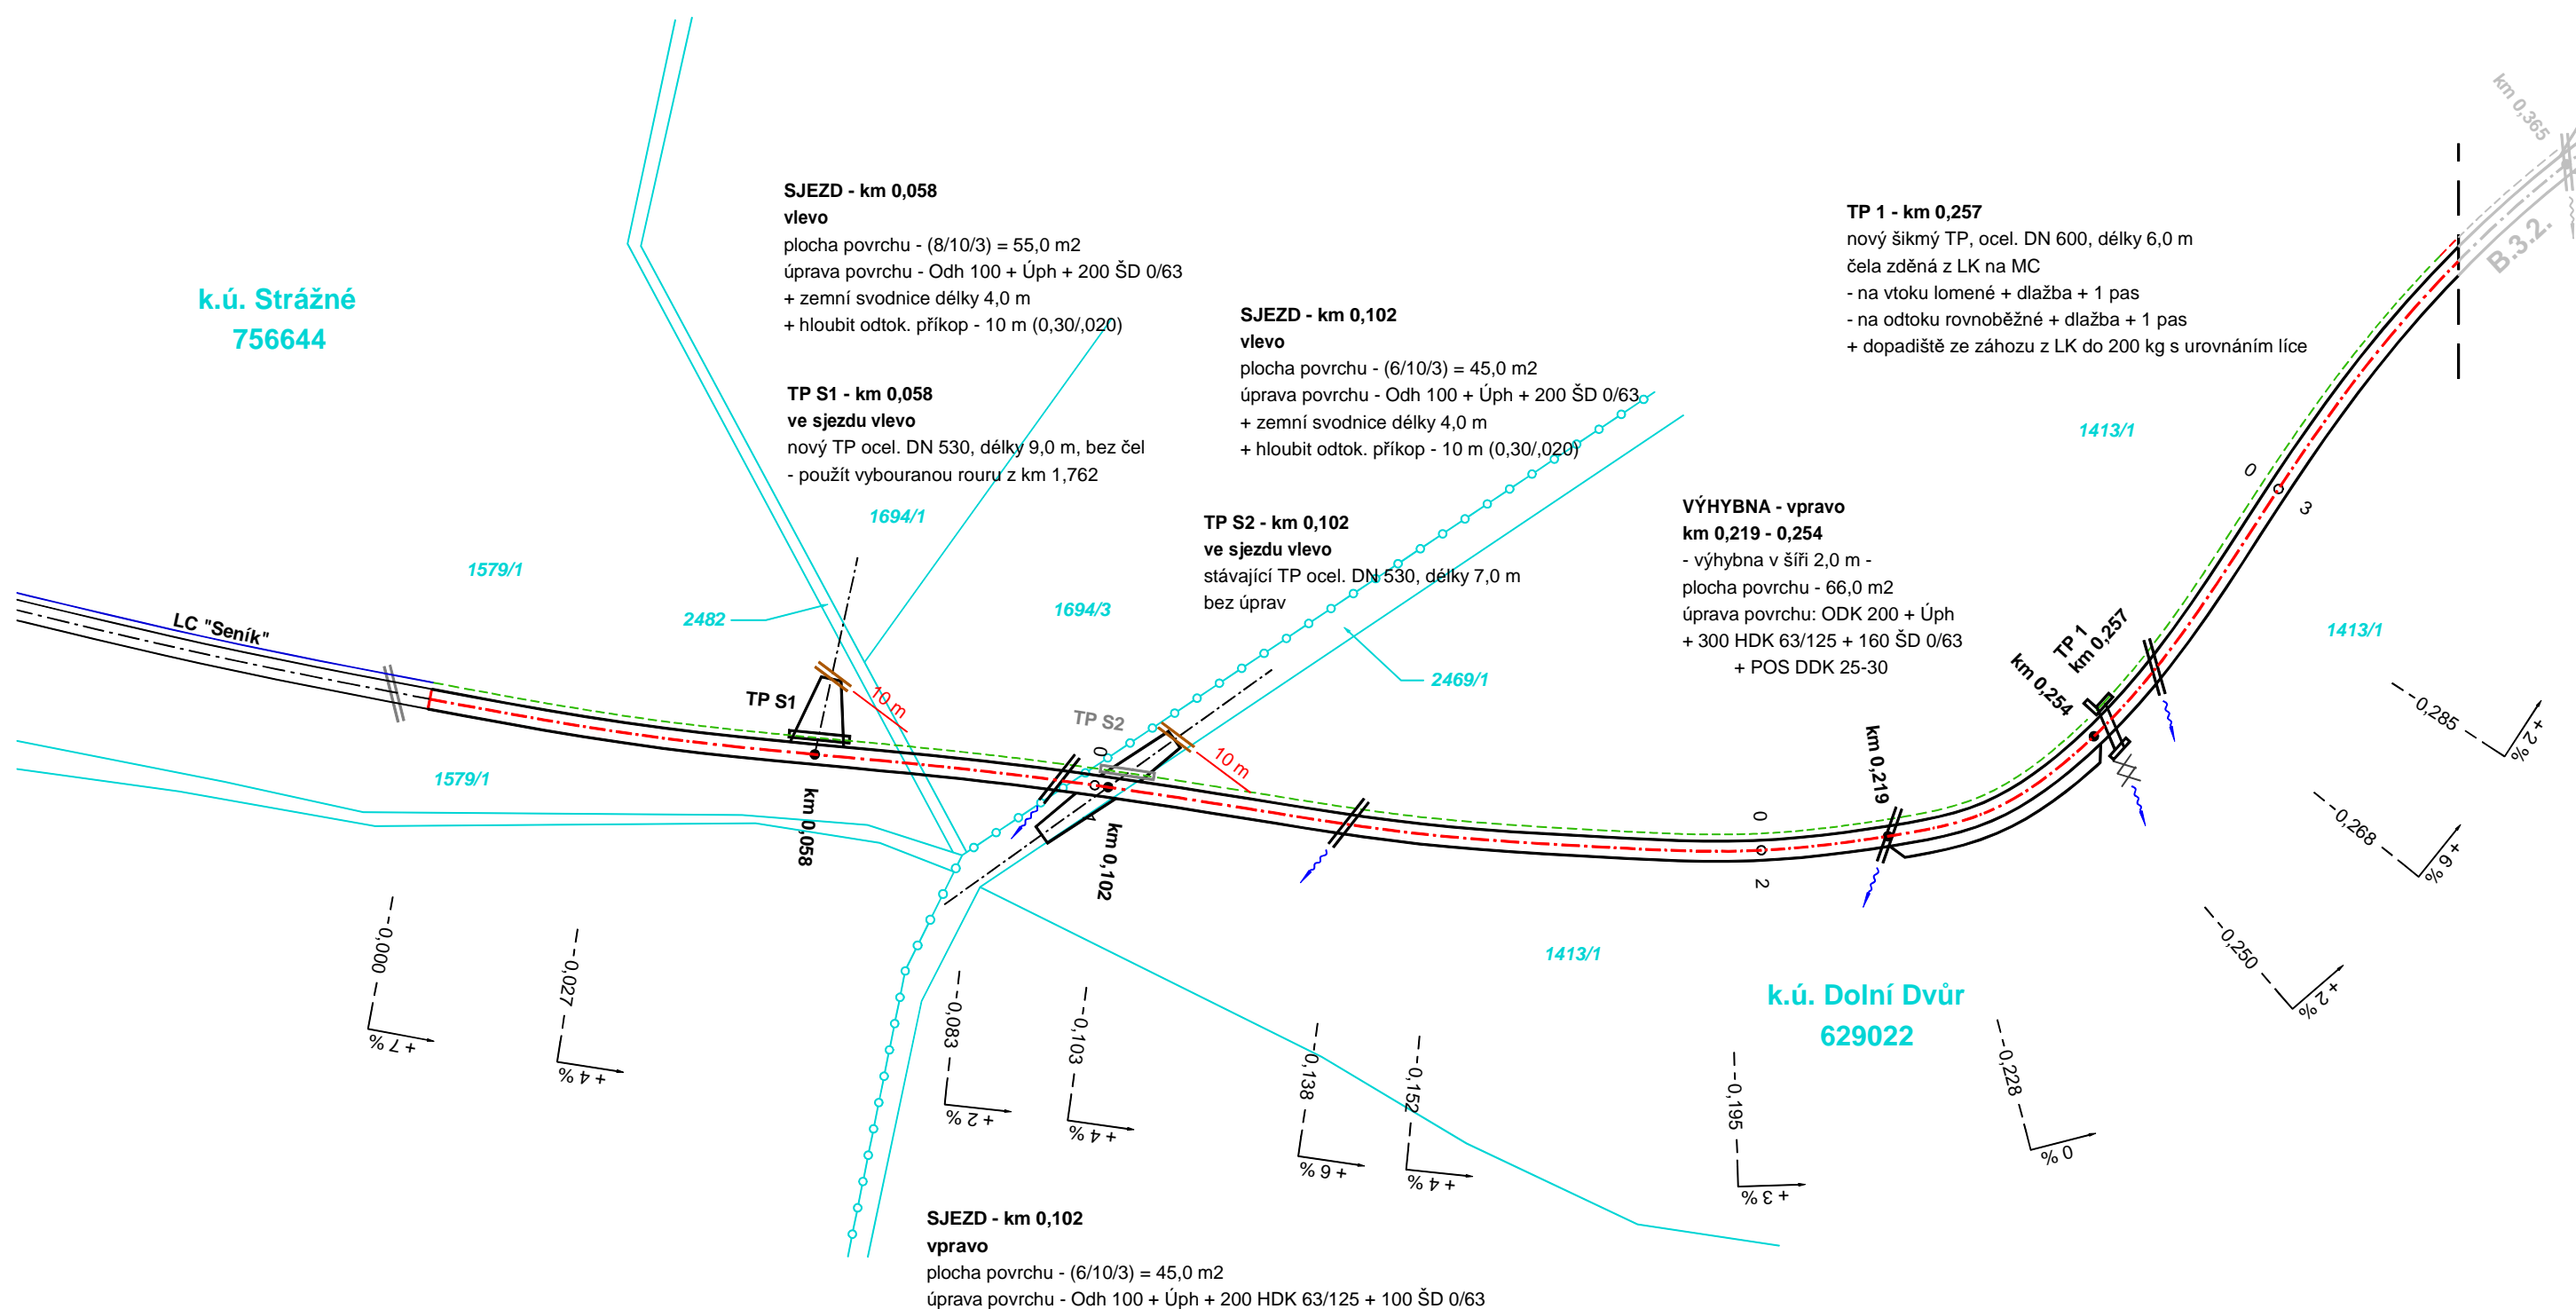 km 0,365
B.3.2.
SJEZD - km 0,058
vlevo
plocha povrchu - (8/10/3) = 55,0 m2
úprava povrchu - Odh 100 + Úph + 200 ŠD 0/63
+ zemní svodnice délky 4,0 m
+ hloubit odtok. příkop - 10 m (0,30/,020)
TP 1 - km 0,257
nový šikmý TP, ocel. DN 600, délky 6,0 m
čela zděná z LK na MC
- na vtoku lomené + dlažba + 1 pas
- na odtoku rovnoběžné + dlažba + 1 pas
+ dopadiště ze záhozu z LK do 200 kg s urovnáním líce
k.ú. Strážné
756644
SJEZD - km 0,102
vlevo
plocha povrchu - (6/10/3) = 45,0 m2
úprava povrchu - Odh 100 + Úph + 200 ŠD 0/63
+ zemní svodnice délky 4,0 m
+ hloubit odtok. příkop - 10 m (0,30/,020)
TP S1 - km 0,058
ve sjezdu vlevo
nový TP ocel. DN 530, délky 9,0 m, bez čel
- použít vybouranou rouru z km 1,762
1413/1
0
3
1694/1
TP S2 - km 0,102
ve sjezdu vlevo
stávající TP ocel. DN 530, délky 7,0 m
bez úprav
VÝHYBNA - vpravo
km 0,219 - 0,254
- výhybna v šíři 2,0 m -
plocha povrchu - 66,0 m2
úprava povrchu: ODK 200 + Úph
+ 300 HDK 63/125 + 160 ŠD 0/63
+ POS DDK 25-30
1579/1
1694/3
2482
LC "Seník"
2469/1
1413/1
TP 1
km 0,257
km 0,254
TP S1
10 m
TP S2
0
10 m
km 0,219
1579/1
km 0,058
km 0,102
0
2
0,285
+ 2 %
0,268
+ 6 %
0,250
+ 2 %
1413/1
k.ú. Dolní Dvůr
629022
0,000
+ 7 %
0,027
+ 4 %
0,083
+ 2 %
0,103
+ 4 %
0,138
+ 6 %
0,152
+ 4 %
0,195
+ 3 %
0,228
0 %
SJEZD - km 0,102
vpravo
plocha povrchu - (6/10/3) = 45,0 m2
úprava povrchu - Odh 100 + Úph + 200 HDK 63/125 + 100 ŠD 0/63